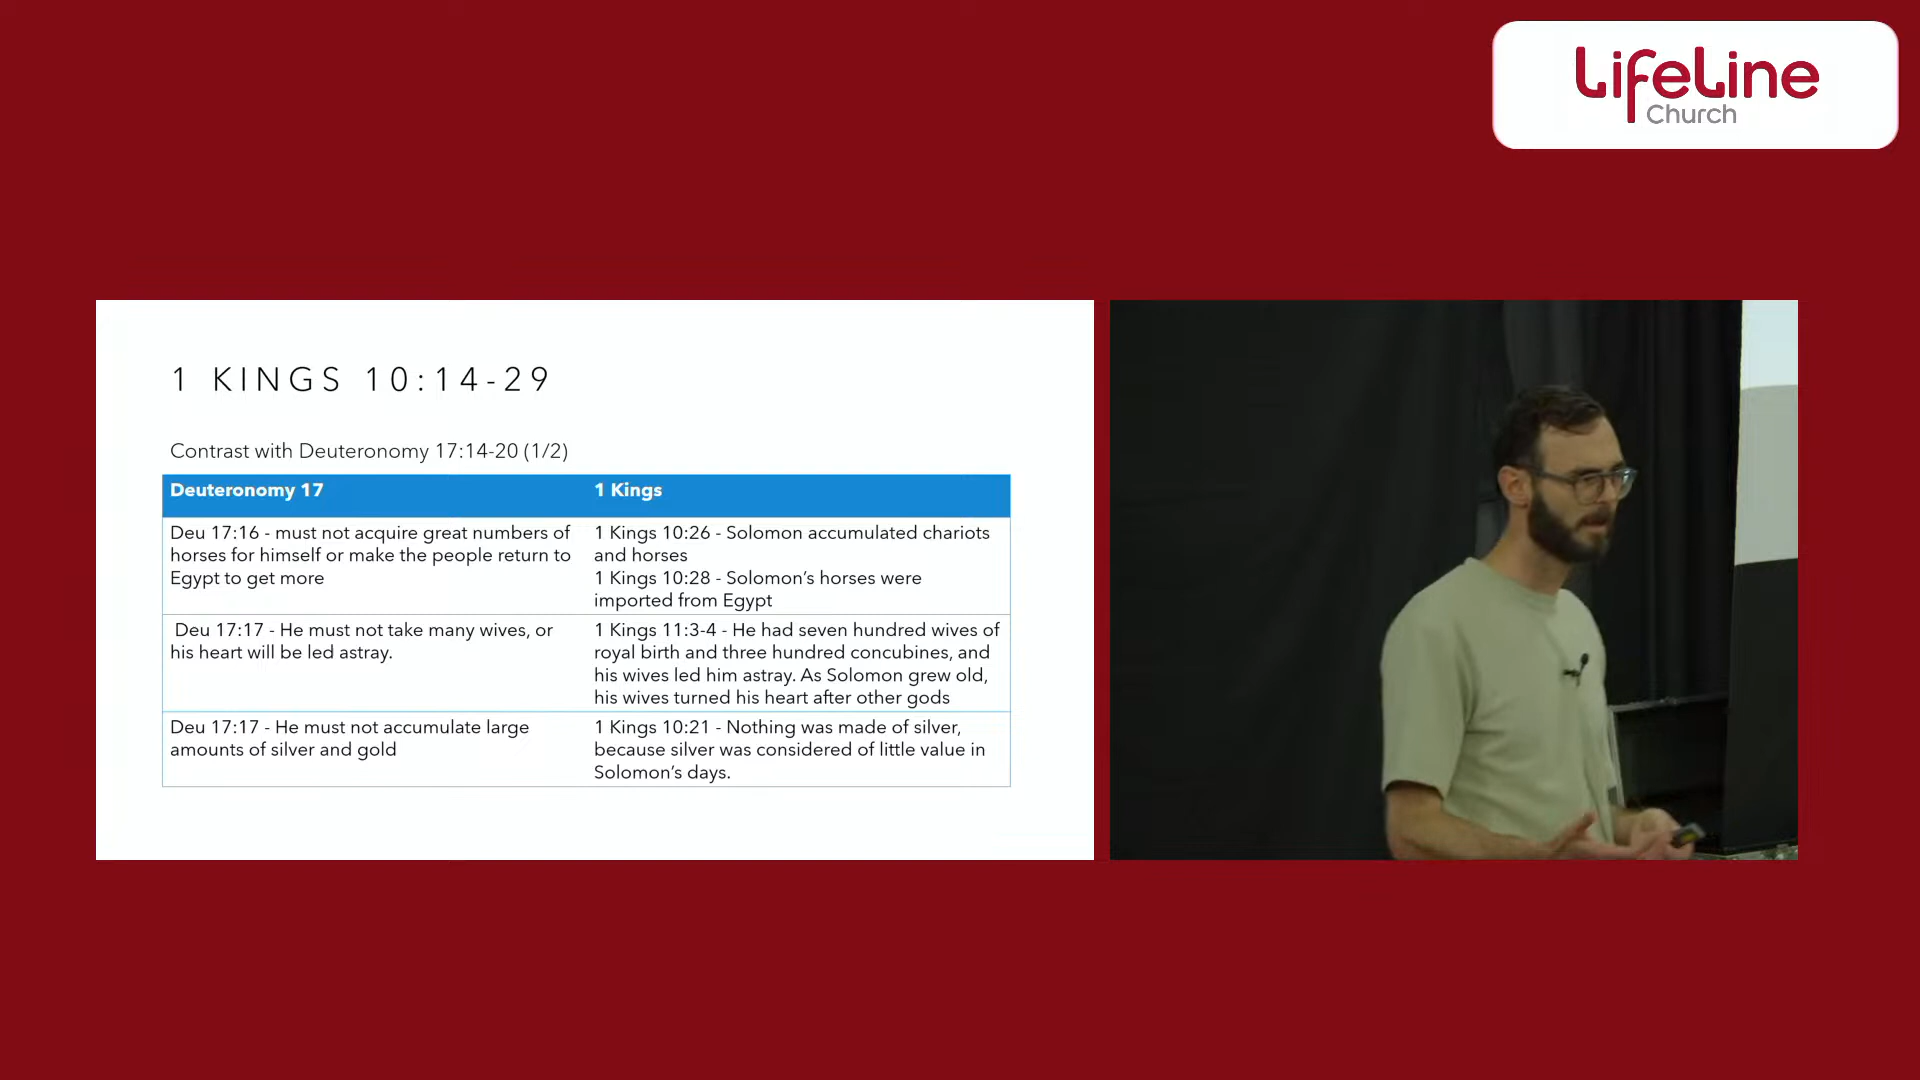 LifeLine
Church
1 KINGS 10:14-29
Contrast with Deuteronomy 17:14-20 (1/2)
Deuteronomy 17
1 Kings
Deu 17:16 - must not acquire great numbers of
horses for himself or make the people return to
Egypt to get more
1 Kings 10:26 - Solomon accumulated chariots
and horses
1 Kings 10:28 - Solomon’s horses were
imported from Egypt
Deu 17:17 - He must not take many wives, or
his heart will be led astray.
1 Kings 11:3-4 - He had seven hundred wives of
royal birth and three hundred concubines, and
his wives led him astray. As Solomon grew old,
his wives turned his heart after other gods
Deu 17:17 - He must not accumulate large
amounts of silver and gold
1 Kings 10:21 - Nothing was made of silver,
because silver was considered of little value in
Solomon’s days.